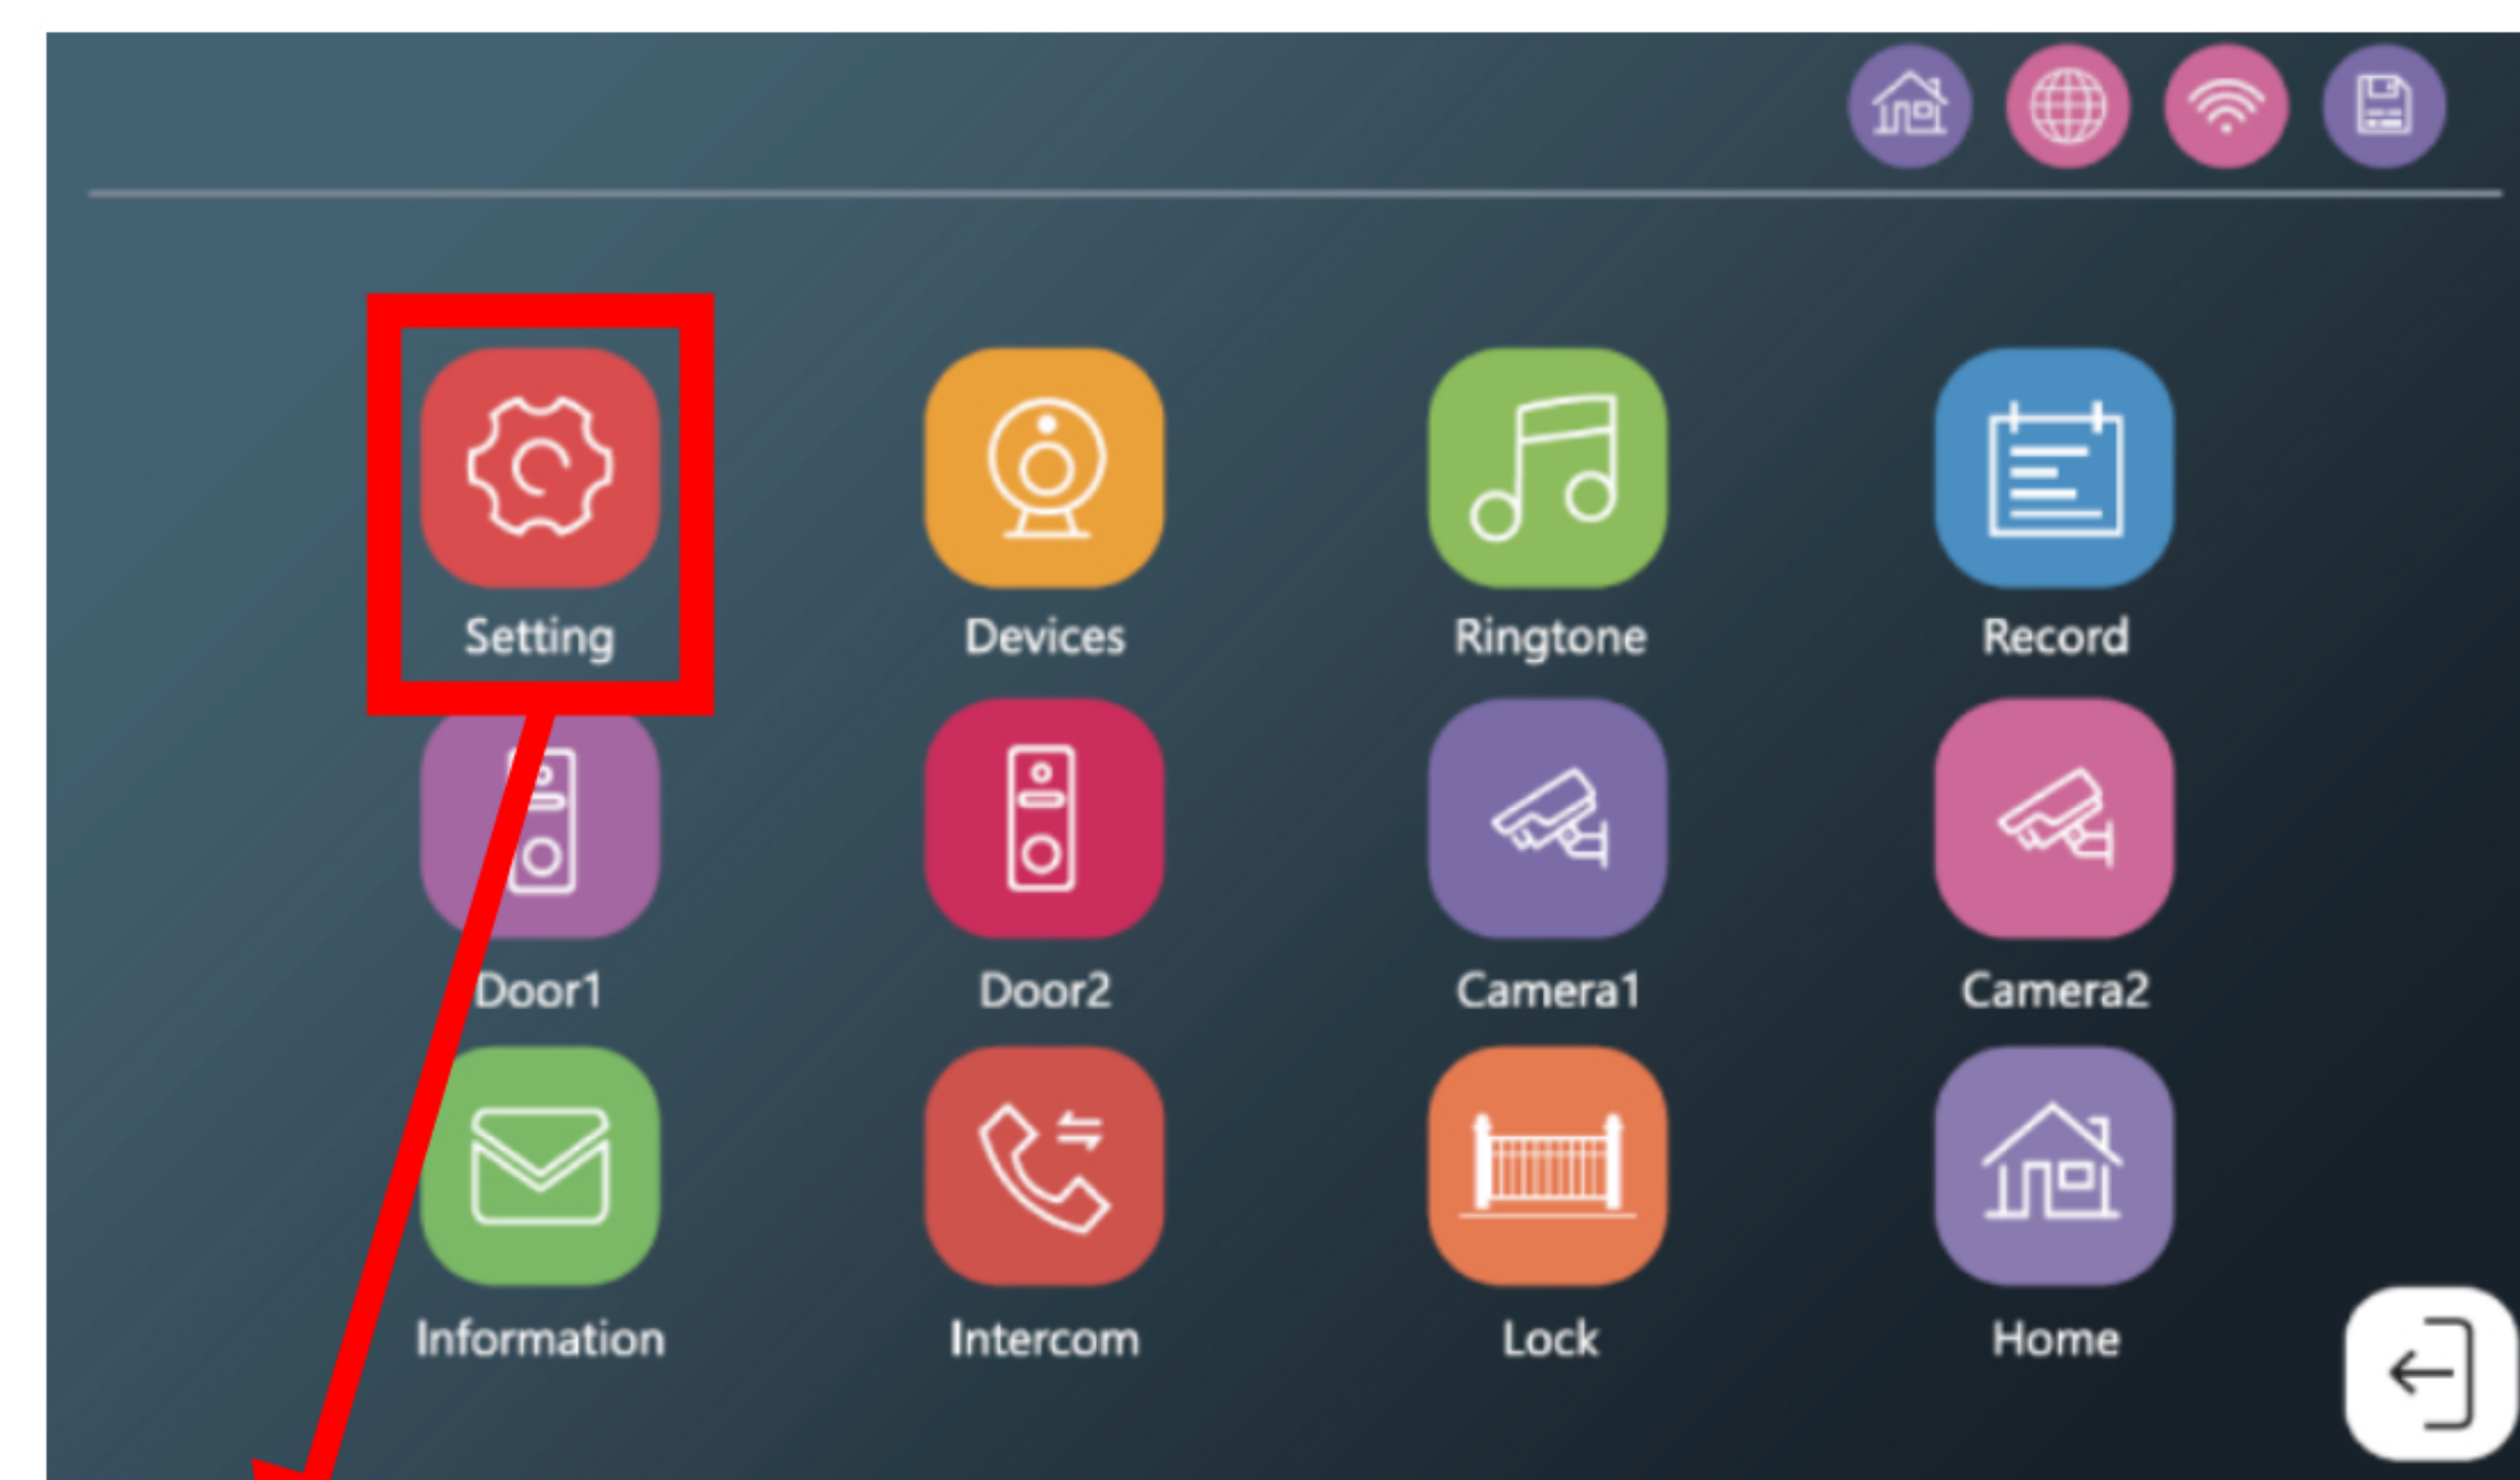 Setting Devices Ringtone Record
Door1 Door2 Camera1 Camera2
Information Intercom Lock Home